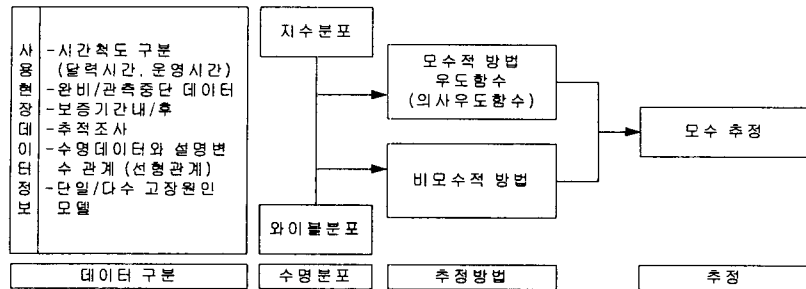 사용현장데이터정보
-시간척도 구분
(달력시간, 운영시간)
-완비/관측중단 데이터
-보증기간내/후
-추적조사
-수명데이터와 설명변
수 관계 (선형관계)
-단일/다수 고장원인
모델
지수분포
와이블분포
모수적 방법
우도함수
(의사우도함수)
비모수적 방법
모수 추정
데이터 구분
수명분포
추정방법
추정